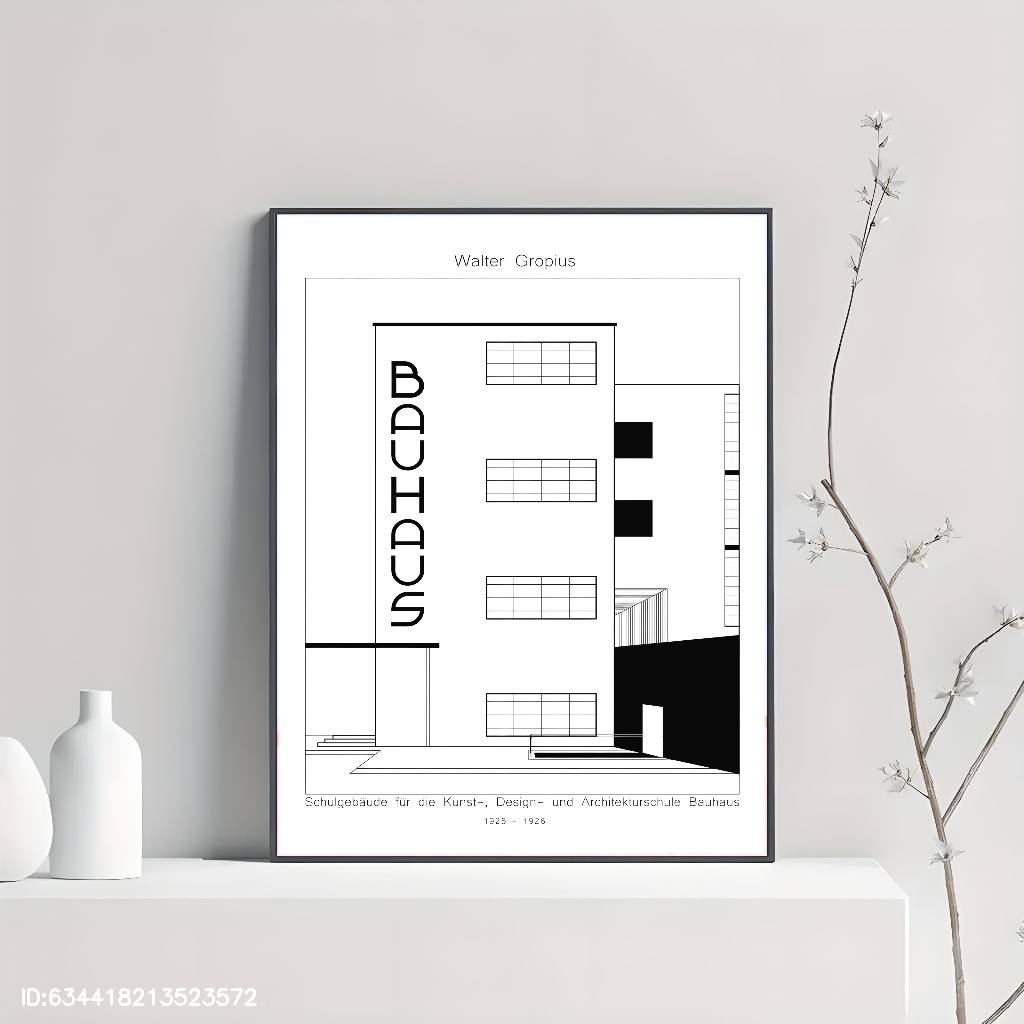 Walter Gropius
BAUHAUS
Schulgebäude für die Kunst-, Design- und Architekturschule Bauhaus
1925 - 1926
ID:634418213523572